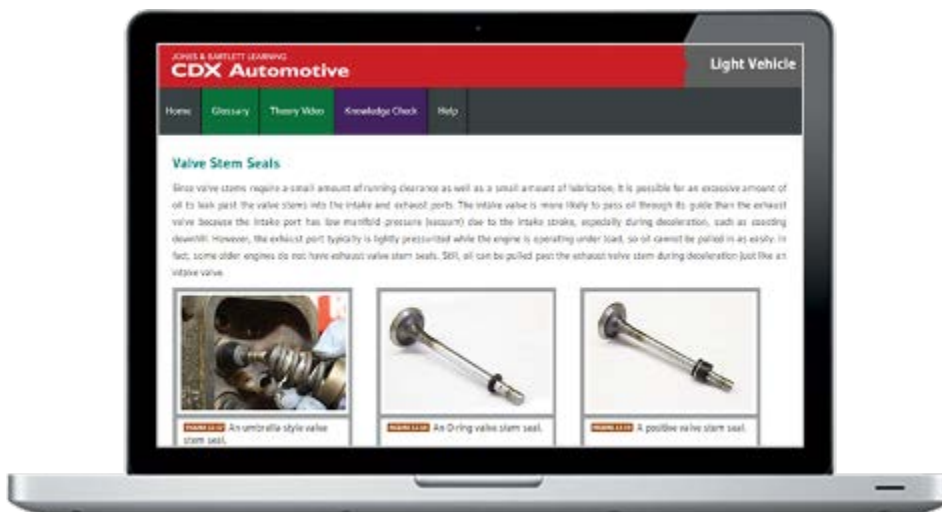 JONES & BARTLETT LEARNING
CDX Automotive
Light Vehicle
Home Glossary Theory Video Knowledge Check Help
Valve Stem Seals
Since valve stems require a small amount of running clearance as well as a small amount of lubrication, it is possible for an excessive amount of
oil to leak past the valve stems into the intake and exhaust ports. The intake valve is more likely to pass oil through its guide than the exhaust
valve because the intake port has low manifold pressure (vacuum) due to the intake stroke, especially during deceleration, such as coasting
downhill. However, the exhaust port typically is lightly pressurized while the engine is operating under load, so oil cannot be pulled in as easily. In
fact, some older engines do not have exhaust valve stem seals. Still, oil can be pulled past the exhaust valve stem during deceleration just like an
intake valve.
An umbrella style valve
stem seal.
An O-ring valve stem seal.
A positive valve stem seal.